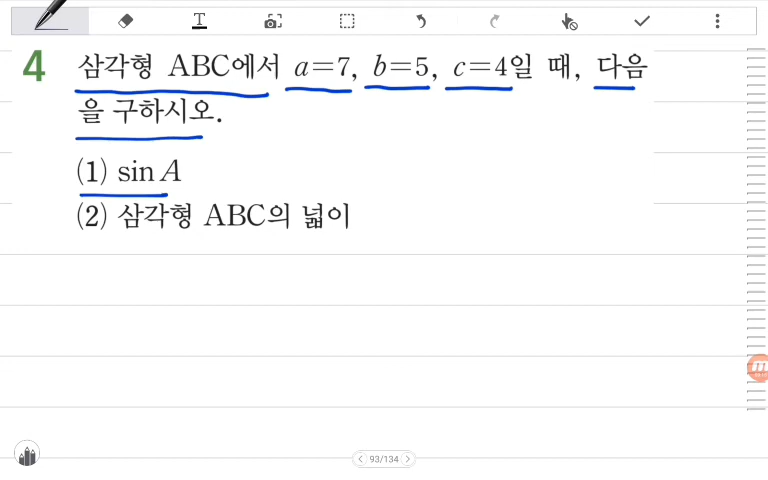 T
4 삼각형 ABC에서 a=7, b=5, c=4일 때, 다음
을 구하시오.
(1) sin A
(2) 삼각형 ABC의 넓이
93/134